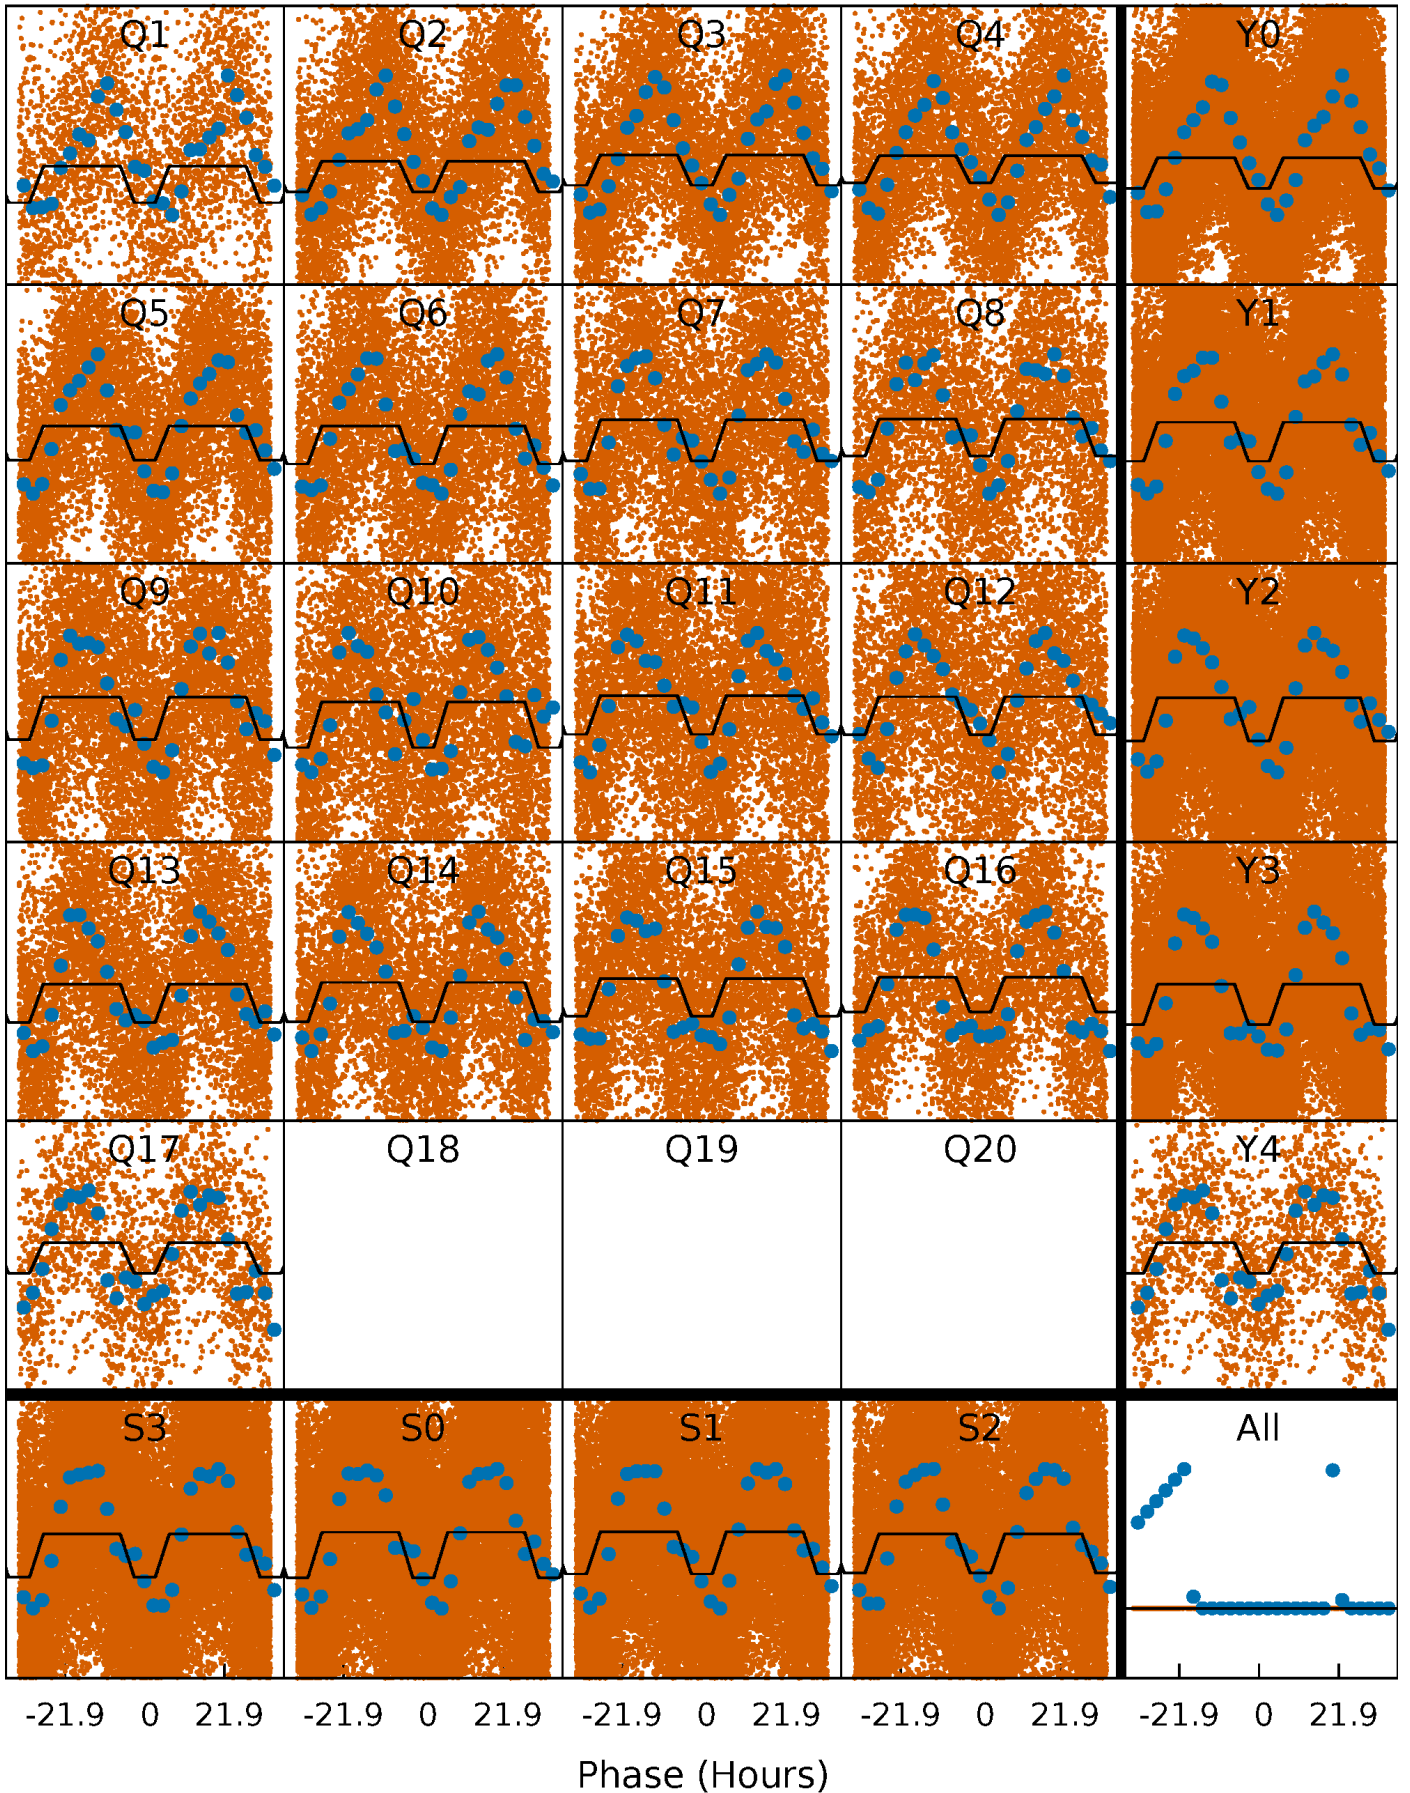 Q1 Q2 Q3 Q4 Y0
Q5 Q6 Q7 Q8 Y1
Q9 Q10 Q11 Q12 Y2
Q13 Q14 Q15 Q16 Y3
Q17 Q18 Q19 Q20 Y4
S3 S0 S1 S2 All
-21.9 0 21.9 -21.9 0 21.9 -21.9 0 21.9 -21.9 0 21.9 -21.9 0 21.9
Phase (Hours)